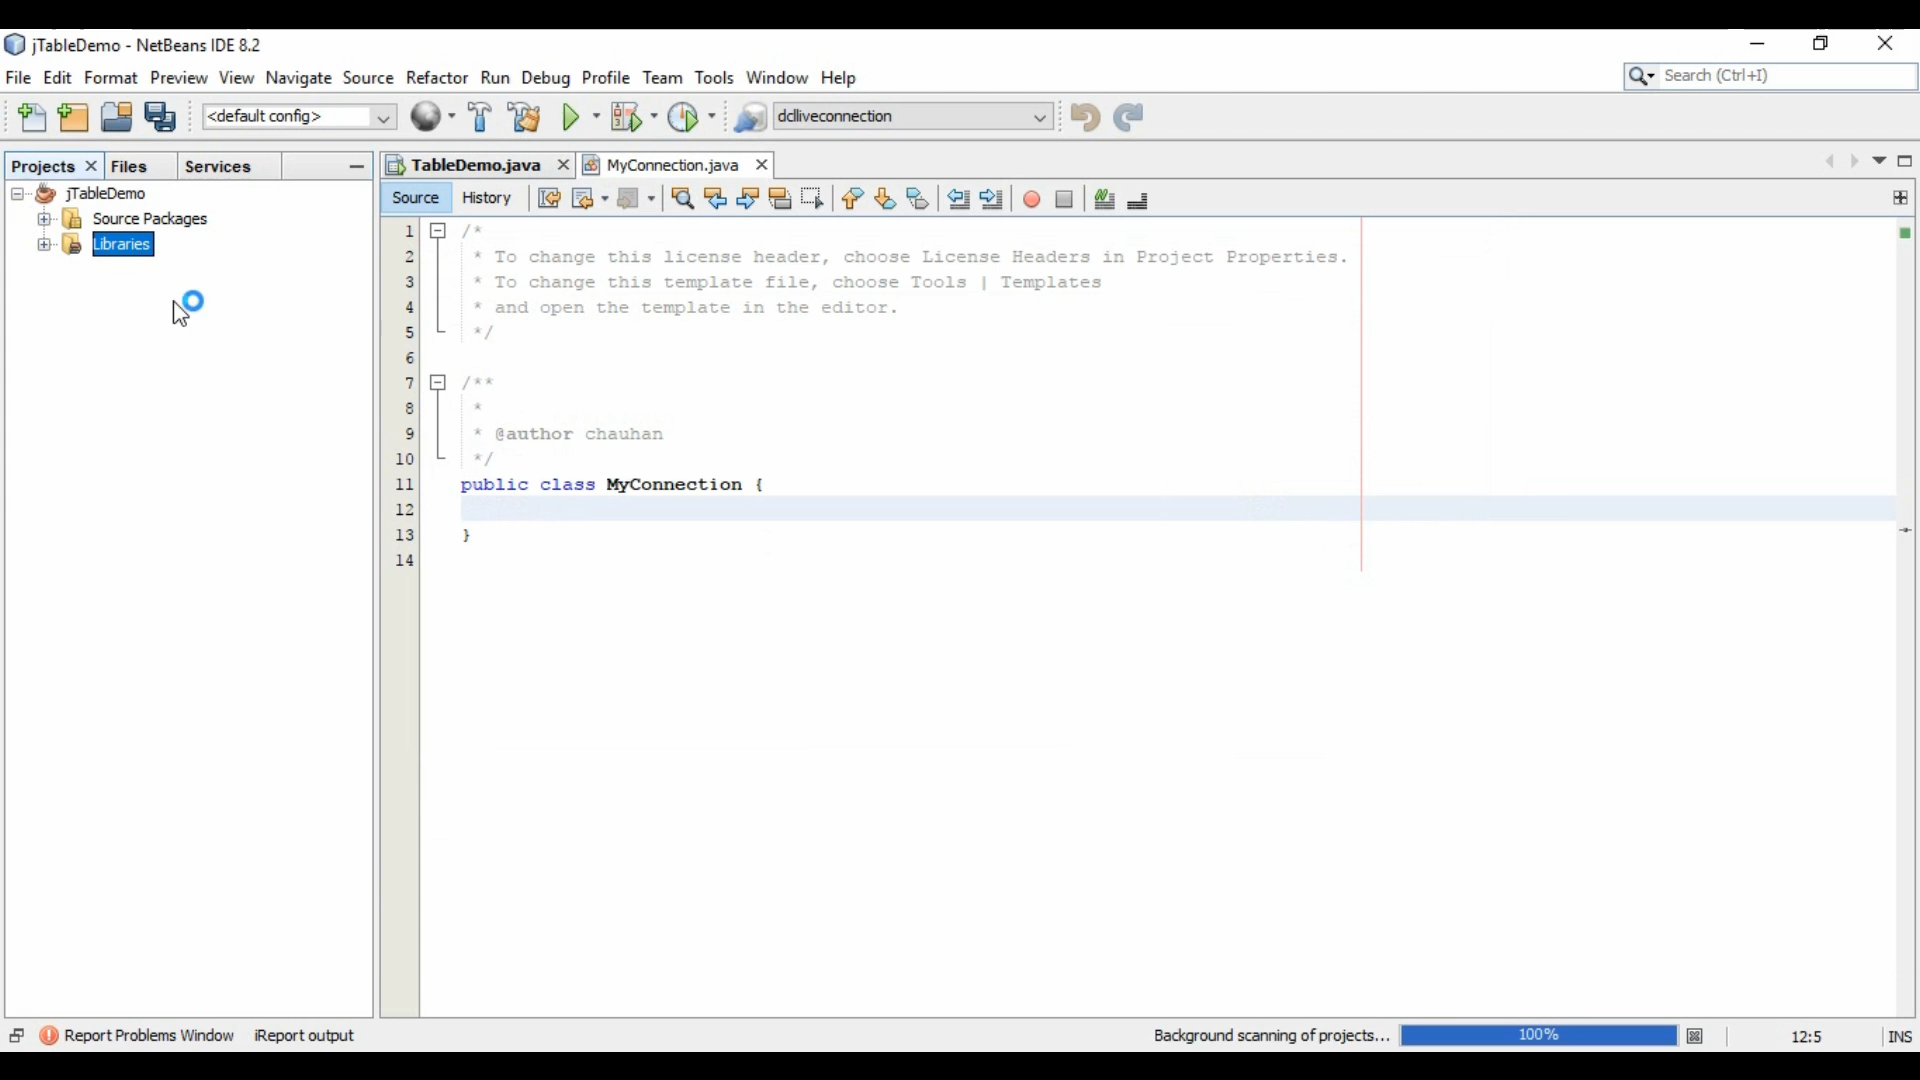 jTableDemo - NetBeans IDE 8.2
File Edit Format Preview View Navigate Source Refactor Run Debug Profile Team Tools Window Help
Search (Ctrl+I)
<default config>
dclliveconnection
Projects Files Services
TableDemo.java MyConnection.java
jTableDemo
Source Packages
Libraries
Source History
1 /*
2 * To change this license header, choose License Headers in Project Properties.
3 * To change this template file, choose Tools | Templates
4 * and open the template in the editor.
5 */
6
7 /**
8 *
9 * @author chauhan
10 */
11 public class MyConnection {
12
13 }
14
Report Problems Window iReport output
Background scanning of projects... 100%
12:5 INS